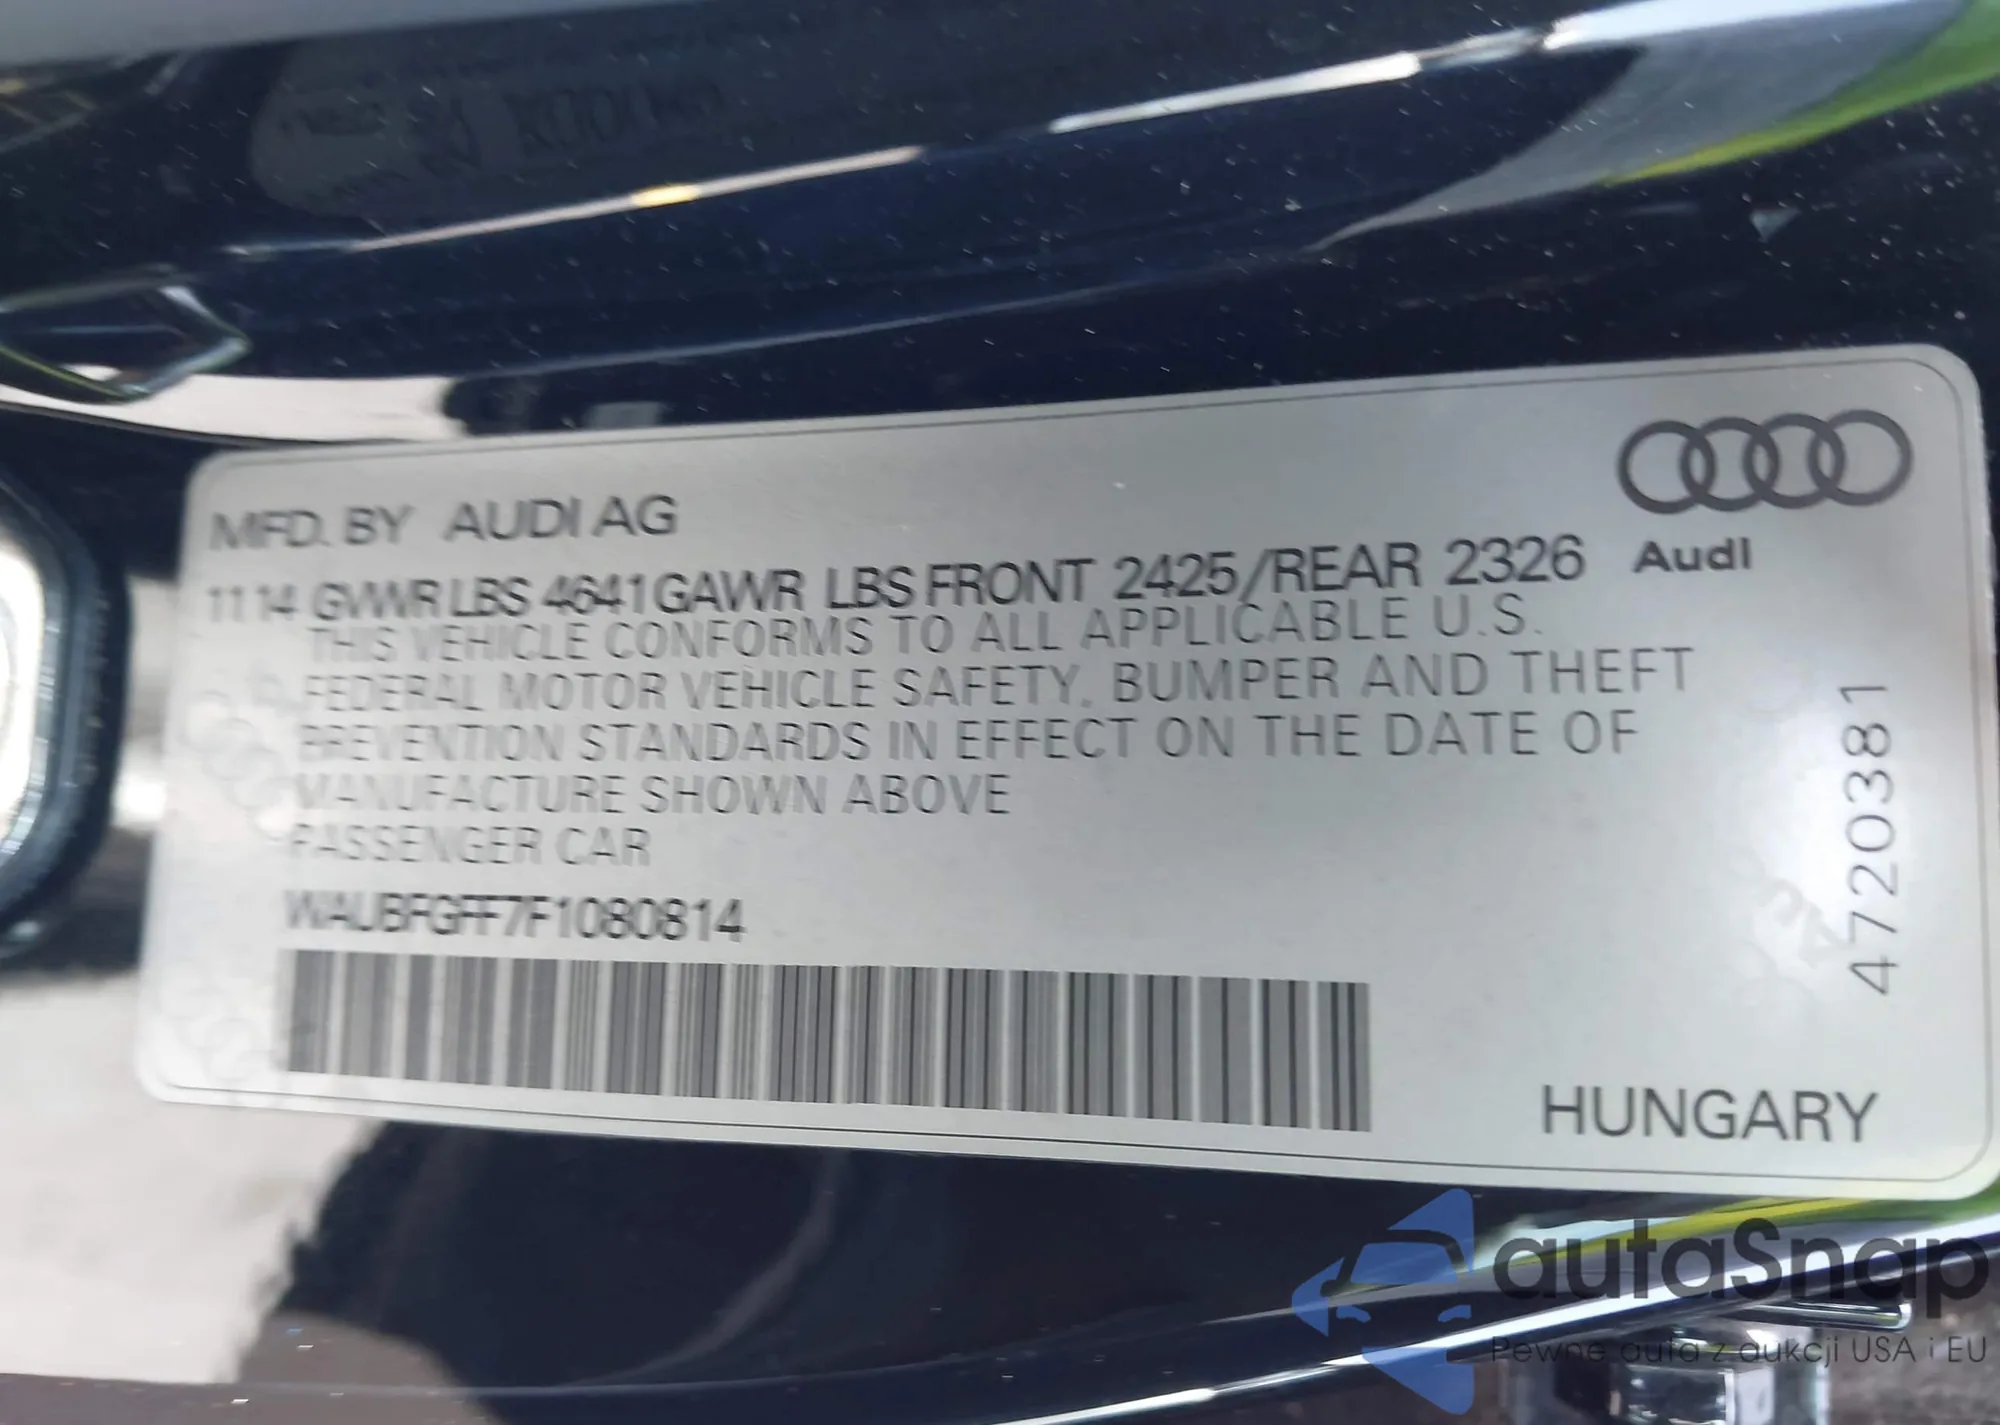 MFD. BY AUDI AG
11 14 GVWR LBS 4641 GAWR LBS FRONT 2425/REAR 2326
Audi
THIS VEHICLE CONFORMS TO ALL APPLICABLE U.S.
FEDERAL MOTOR VEHICLE SAFETY, BUMPER AND THEFT
PREVENTION STANDARDS IN EFFECT ON THE DATE OF
MANUFACTURE SHOWN ABOVE
PASSENGER CAR
WAUBFGFF7F1080814
4720381
HUNGARY
autaSnap
Pewne auta z aukcji USA i EU